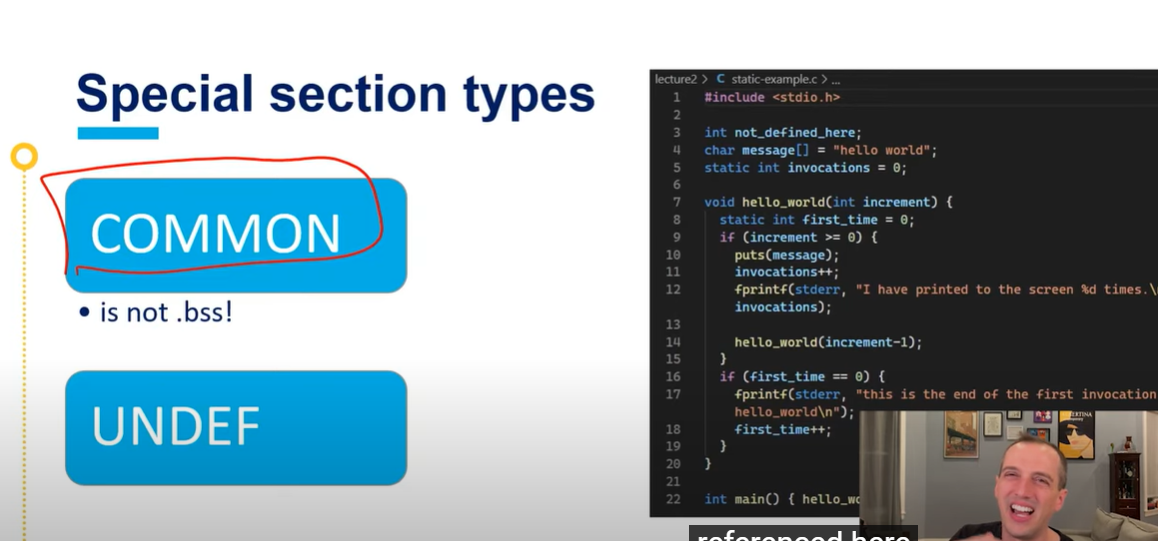 Special section types
COMMON
• is not .bss!
UNDEF
lecture2 > C static-example.c > ...
1 #include <stdio.h>
2
3 int not_defined_here;
4 char message[] = "hello world";
5 static int invocations = 0;
6
7 void hello_world(int increment) {
8 static int first_time = 0;
9 if (increment >= 0) {
10 puts(message);
11 invocations++;
12 fprintf(stderr, "I have printed to the screen %d times.\
invocations);
13
14 hello_world(increment-1);
15 }
16 if (first_time == 0) {
17 fprintf(stderr, "this is the end of the first invocation
hello_world\n");
18 first_time++;
19 }
20 }
21
22 int main() {
referenced here